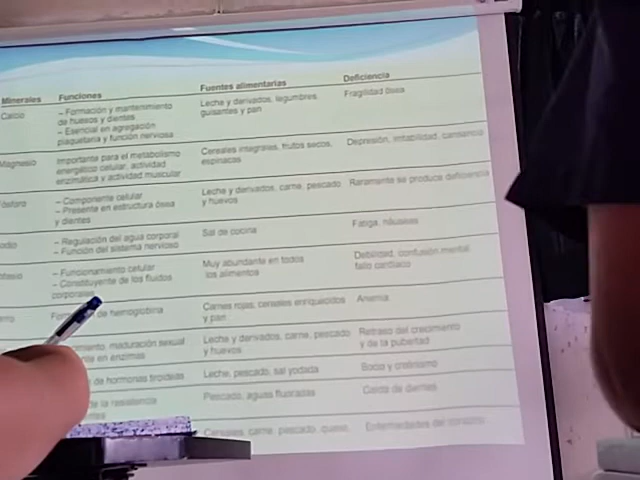 Minerales Funciones Fuentes alimentarias Deficiencia
Calcio – Formación y mantenimiento Leche y derivados, legumbres, Fragilidad ósea
de huesos y dientes guisantes y pan
– Esencial en agregación
plaquetaria y función nerviosa
Magnesio Importante para el metabolismo Cereales integrales, frutos secos, Depresión, irritabilidad, cansancio
energético celular, actividad espinacas
enzimática y actividad muscular
ósforo – Componente celular Leche y derivados, carne, pescado Raramente se produce deficiencia
– Presente en estructura ósea y huevos
y dientes
odio – Regulación del agua corporal Sal de cocina Fatiga, náuseas
– Función del sistema nervioso
otasio – Funcionamiento celular Muy abundante en todos Debilidad, confusión mental,
– Constituyente de los fluidos los alimentos fallo cardíaco
corporales
erro de hemoglobina Carnes rojas, cereales enriquecidos Anemia
y pan
maduración sexual Leche y derivados, carne, pescado Retraso del crecimiento
en enzimas y huevos y de la pubertad
de hormonas tiroideas Leche, pescado, sal yodada Bocio y cretinismo
de la resistencia Pescado, aguas fluoradas Caída de dientes
Cereales, carne, pescado, queso, Enfermedades del corazón